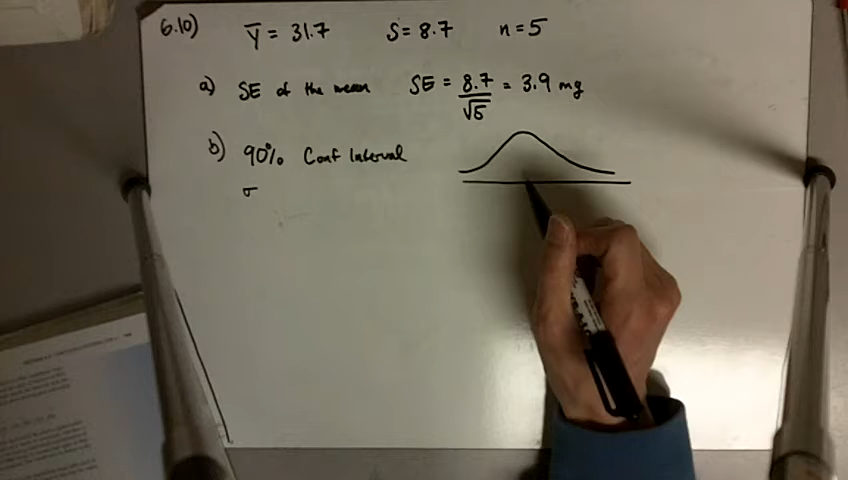 6.10) Y̅ = 31.7 S = 8.7 n = 5
a) SE of the mean SE = 8.7/√5 = 3.9 mg
b) 90% Conf Interval
σ